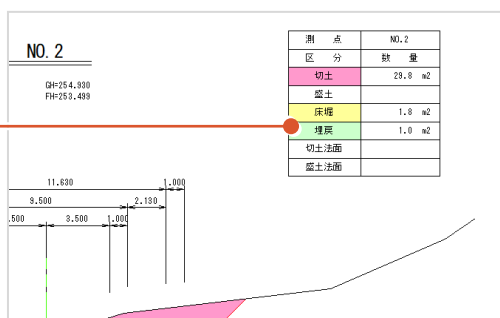 NO.2
GH=254.930
FH=253.499
測 点 NO.2
区 分 数 量
切土 29.8 m2
盛土
床堀 1.8 m2
埋戻 1.0 m2
切土法面
盛土法面
11.630 1.000
9.500 2.130
.500 3.500 1.000